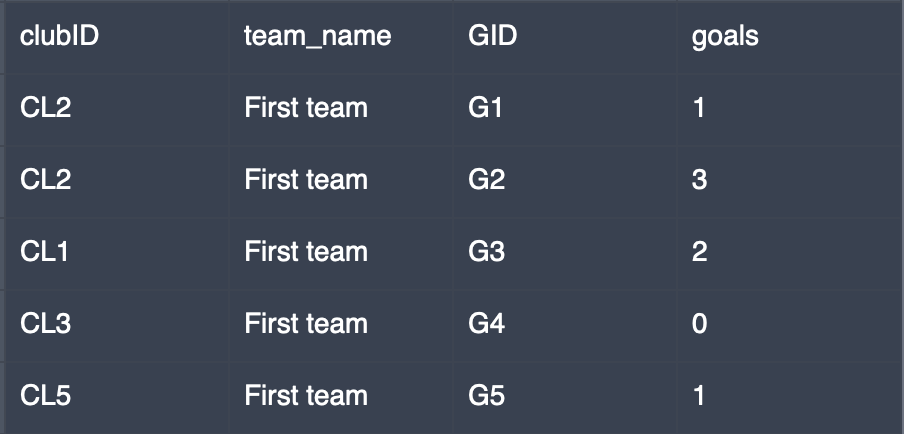 clubID team_name GID goals
CL2 First team G1 1
CL2 First team G2 3
CL1 First team G3 2
CL3 First team G4 0
CL5 First team G5 1